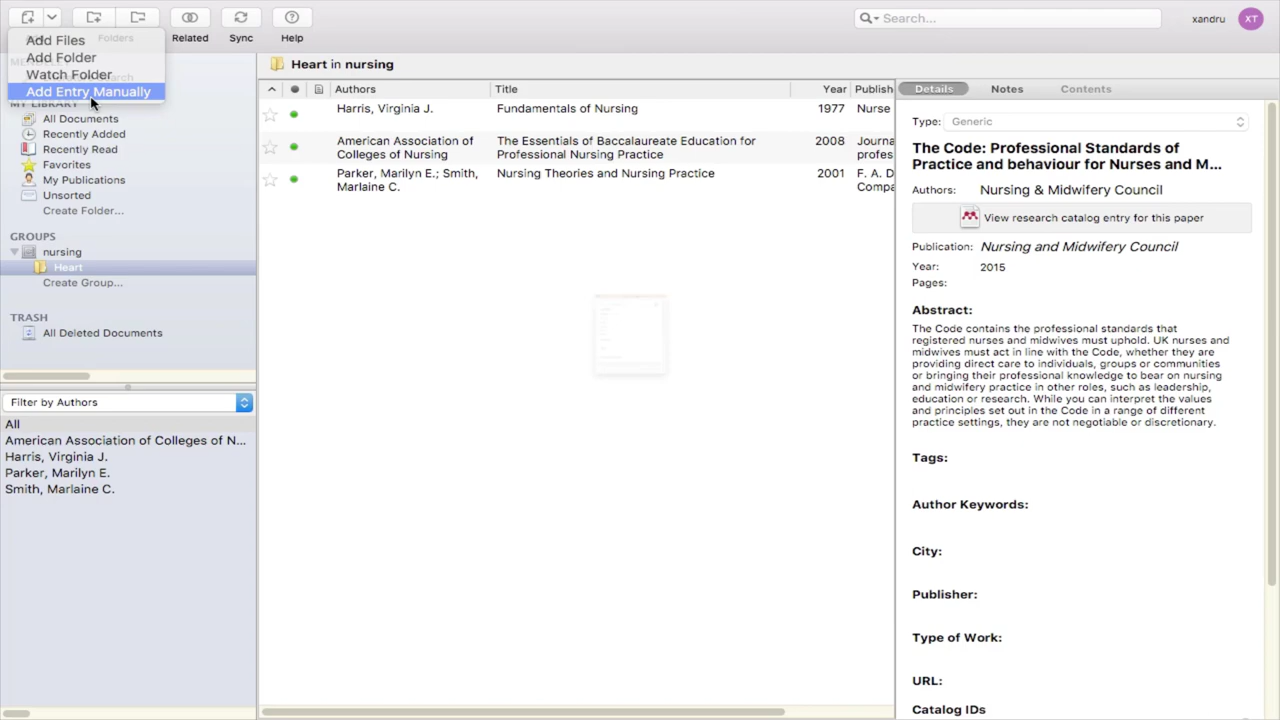 Search...
xandru
XT
Folders
Related
Sync
Help
Add Files
Add Folder
Watch Folder
Add Entry Manually
MY LIBRARY
All Documents
Recently Added
Recently Read
Favorites
My Publications
Unsorted
Create Folder...
GROUPS
nursing
Heart
Create Group...
TRASH
All Deleted Documents
Filter by Authors
All
American Association of Colleges of N...
Harris, Virginia J.
Parker, Marilyn E.
Smith, Marlaine C.
Heart in nursing
Authors Title Year Publish
Harris, Virginia J. Fundamentals of Nursing 1977 Nurse
American Association of The Essentials of Baccalaureate Education for 2008 Journa
Colleges of Nursing Professional Nursing Practice profes
Parker, Marilyn E.; Smith, Nursing Theories and Nursing Practice 2001 F. A. D
Marlaine C. Compa
Details Notes Contents
Type: Generic
The Code: Professional Standards of
Practice and behaviour for Nurses and M...
Authors: Nursing & Midwifery Council
View research catalog entry for this paper
Publication: Nursing and Midwifery Council
Year: 2015
Pages:
Abstract:
The Code contains the professional standards that
registered nurses and midwives must uphold. UK nurses and
midwives must act in line with the Code, whether they are
providing direct care to individuals, groups or communities
or bringing their professional knowledge to bear on nursing
and midwifery practice in other roles, such as leadership,
education or research. While you can interpret the values
and principles set out in the Code in a range of different
practice settings, they are not negotiable or discretionary.
Tags:
Author Keywords:
City:
Publisher:
Type of Work:
URL:
Catalog IDs